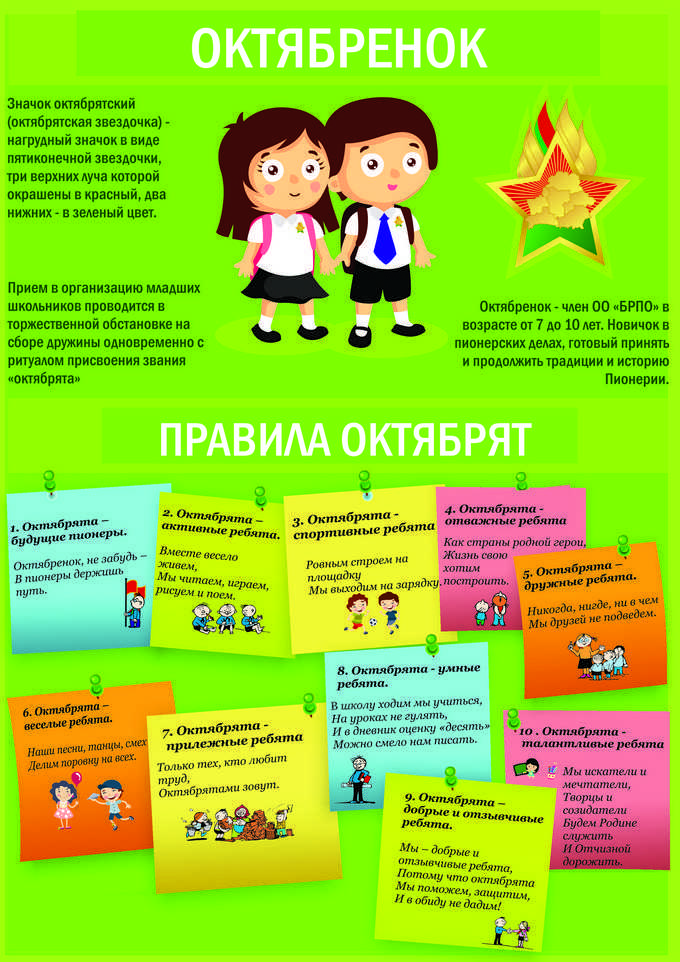 ОКТЯБРЕНОК
Значок октябрятский
(октябрятская звездочка) -
нагрудный значок в виде
пятиконечной звездочки,
три верхних луча которой
окрашены в красный, два
нижних - в зеленый цвет.
Прием в организацию младших
школьников проводится в
торжественной обстановке на
сборе дружины одновременно с
ритуалом присвоения звания
«октябрята»
Октябренок - член ОО «БРПО» в
возрасте от 7 до 10 лет. Новичок в
пионерских делах, готовый принять
и продолжить традиции и историю
Пионерии.
ПРАВИЛА ОКТЯБРЯТ
1. Октябрята –
будущие пионеры.
Октябренок, не забудь –
В пионеры держишь
путь.
2. Октябрята –
активные ребята.
Вместе весело
живем,
Мы читаем, играем,
рисуем и поем.
3. Октябрята -
спортивные ребята
Ровным строем на
площадку
Мы выходим на зарядку.
4. Октябрята -
отважные ребята
Как страны родной герои,
Жизнь свою
хотим
построить.
5. Октябрята –
дружные ребята.
Никогда, нигде, ни в чем
Мы друзей не подведем.
6. Октябрята –
веселые ребята.
Наши песни, танцы, смех
Делим поровну на всех.
7. Октябрята -
прилежные ребята
Только тех, кто любит
труд,
Октябрятами зовут.
8. Октябрята - умные
ребята.
В школу ходим мы учиться,
На уроках не гулять,
И в дневник оценку «десять»
Можно смело нам писать.
9. Октябрята –
добрые и отзывчивые
ребята.
Мы – добрые и
отзывчивые ребята,
Потому что октябрята
Мы поможем, защитим,
И в обиду не дадим!
10 . Октябрята -
талантливые ребята
Мы искатели и
мечтатели,
Творцы и
созидатели
Будем Родине
служить
И Отчизной
дорожить.